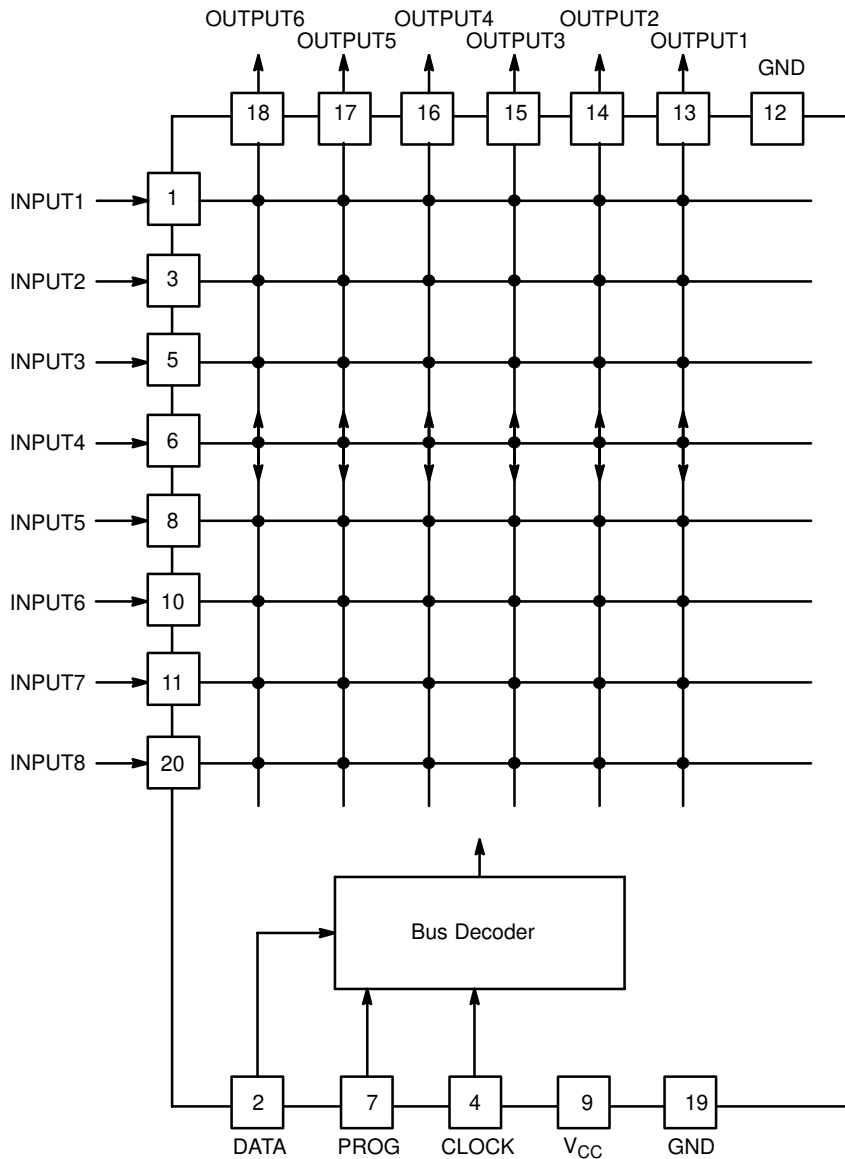 OUTPUT6 OUTPUT4 OUTPUT2
OUTPUT5 OUTPUT3 OUTPUT1
GND
18 17 16 15 14 13 12
INPUT1 1
INPUT2 3
INPUT3 5
INPUT4 6
INPUT5 8
INPUT6 10
INPUT7 11
INPUT8 20
Bus Decoder
2 7 4 9 19
DATA PROG CLOCK VCC GND